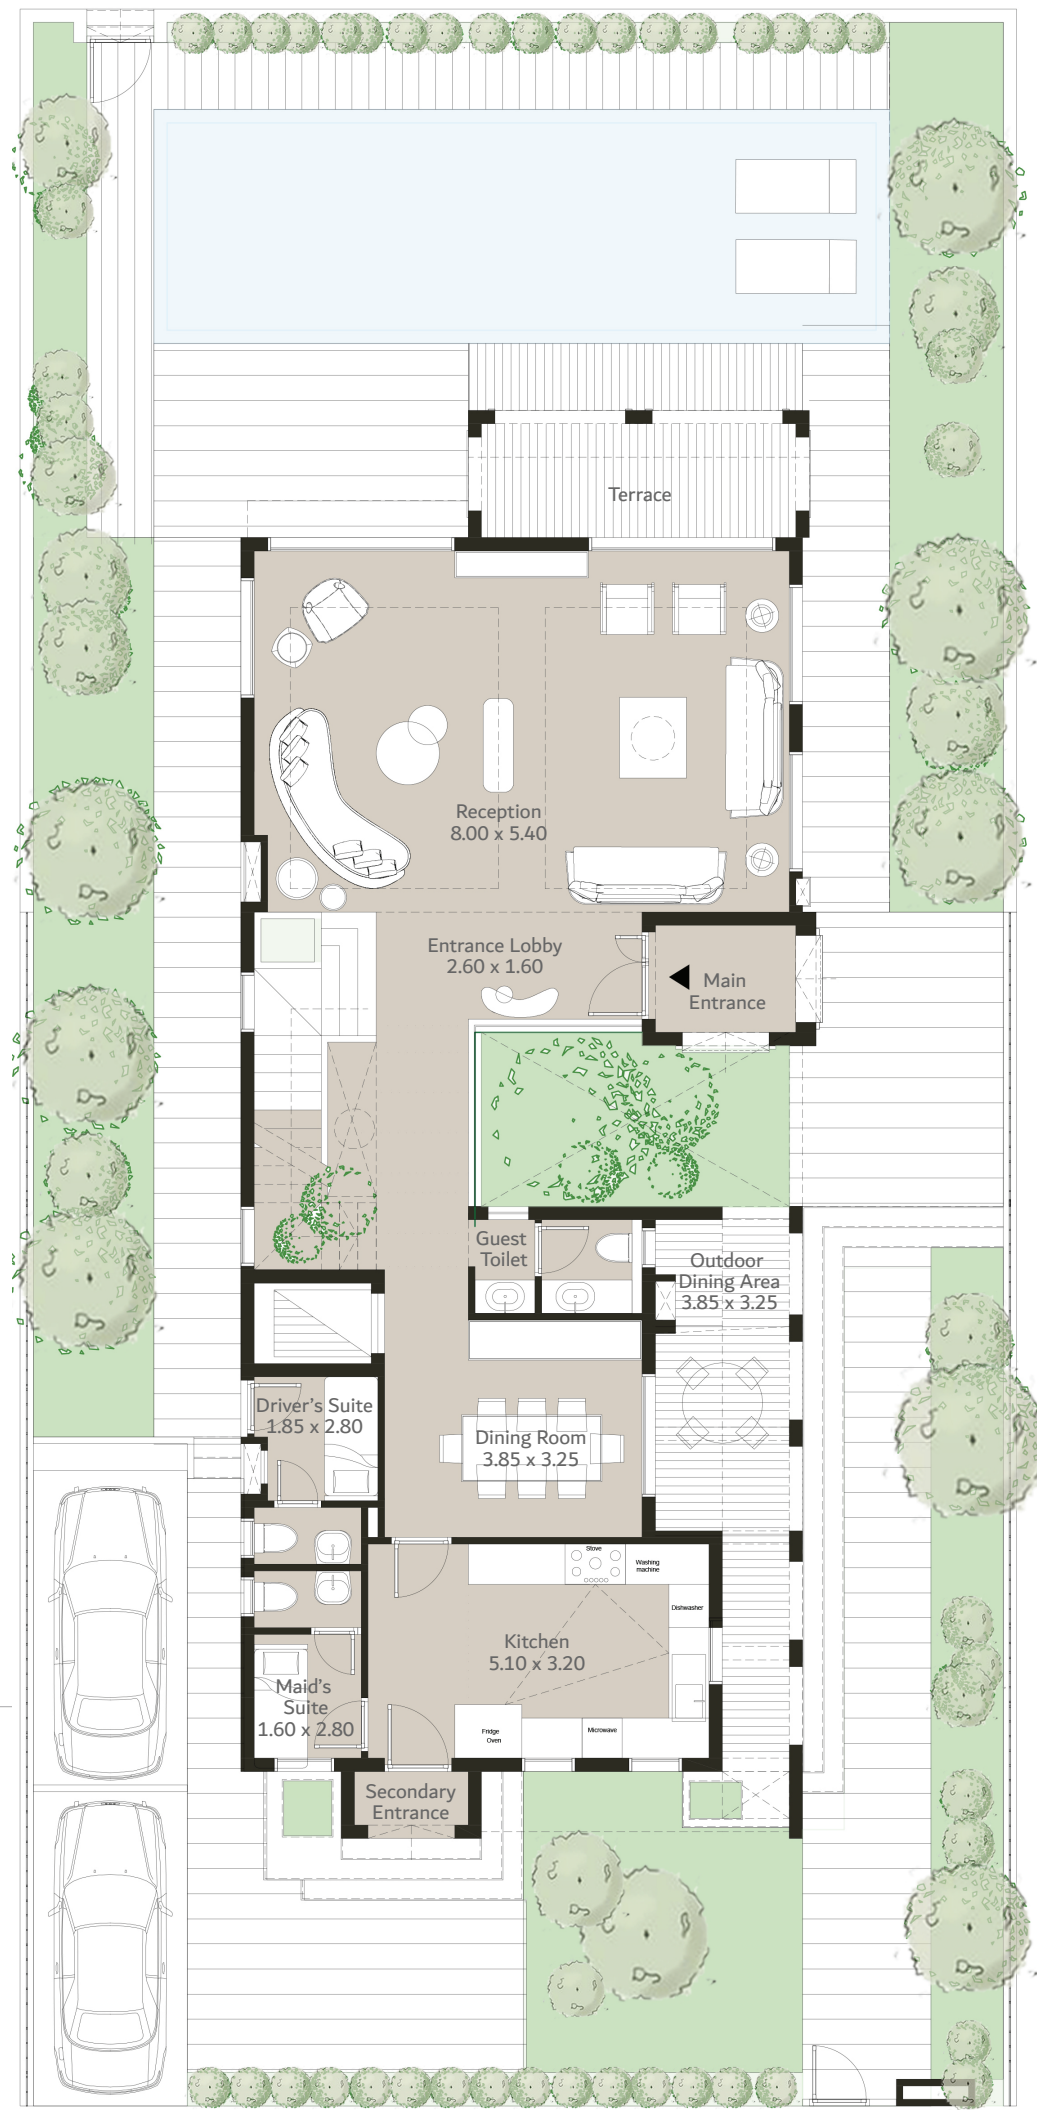 Terrace
Reception
8.00 x 5.40
Entrance Lobby
2.60 x 1.60
Main
Entrance
Guest
Toilet
Outdoor
Dining Area
3.85 x 3.25
Driver's Suite
1.85 x 2.80
Dining Room
3.85 x 3.25
Stove
Washing
machine
Dishwasher
Kitchen
5.10 x 3.20
Maid's
Suite
1.60 x 2.80
Fridge
Oven
Microwave
Secondary
Entrance